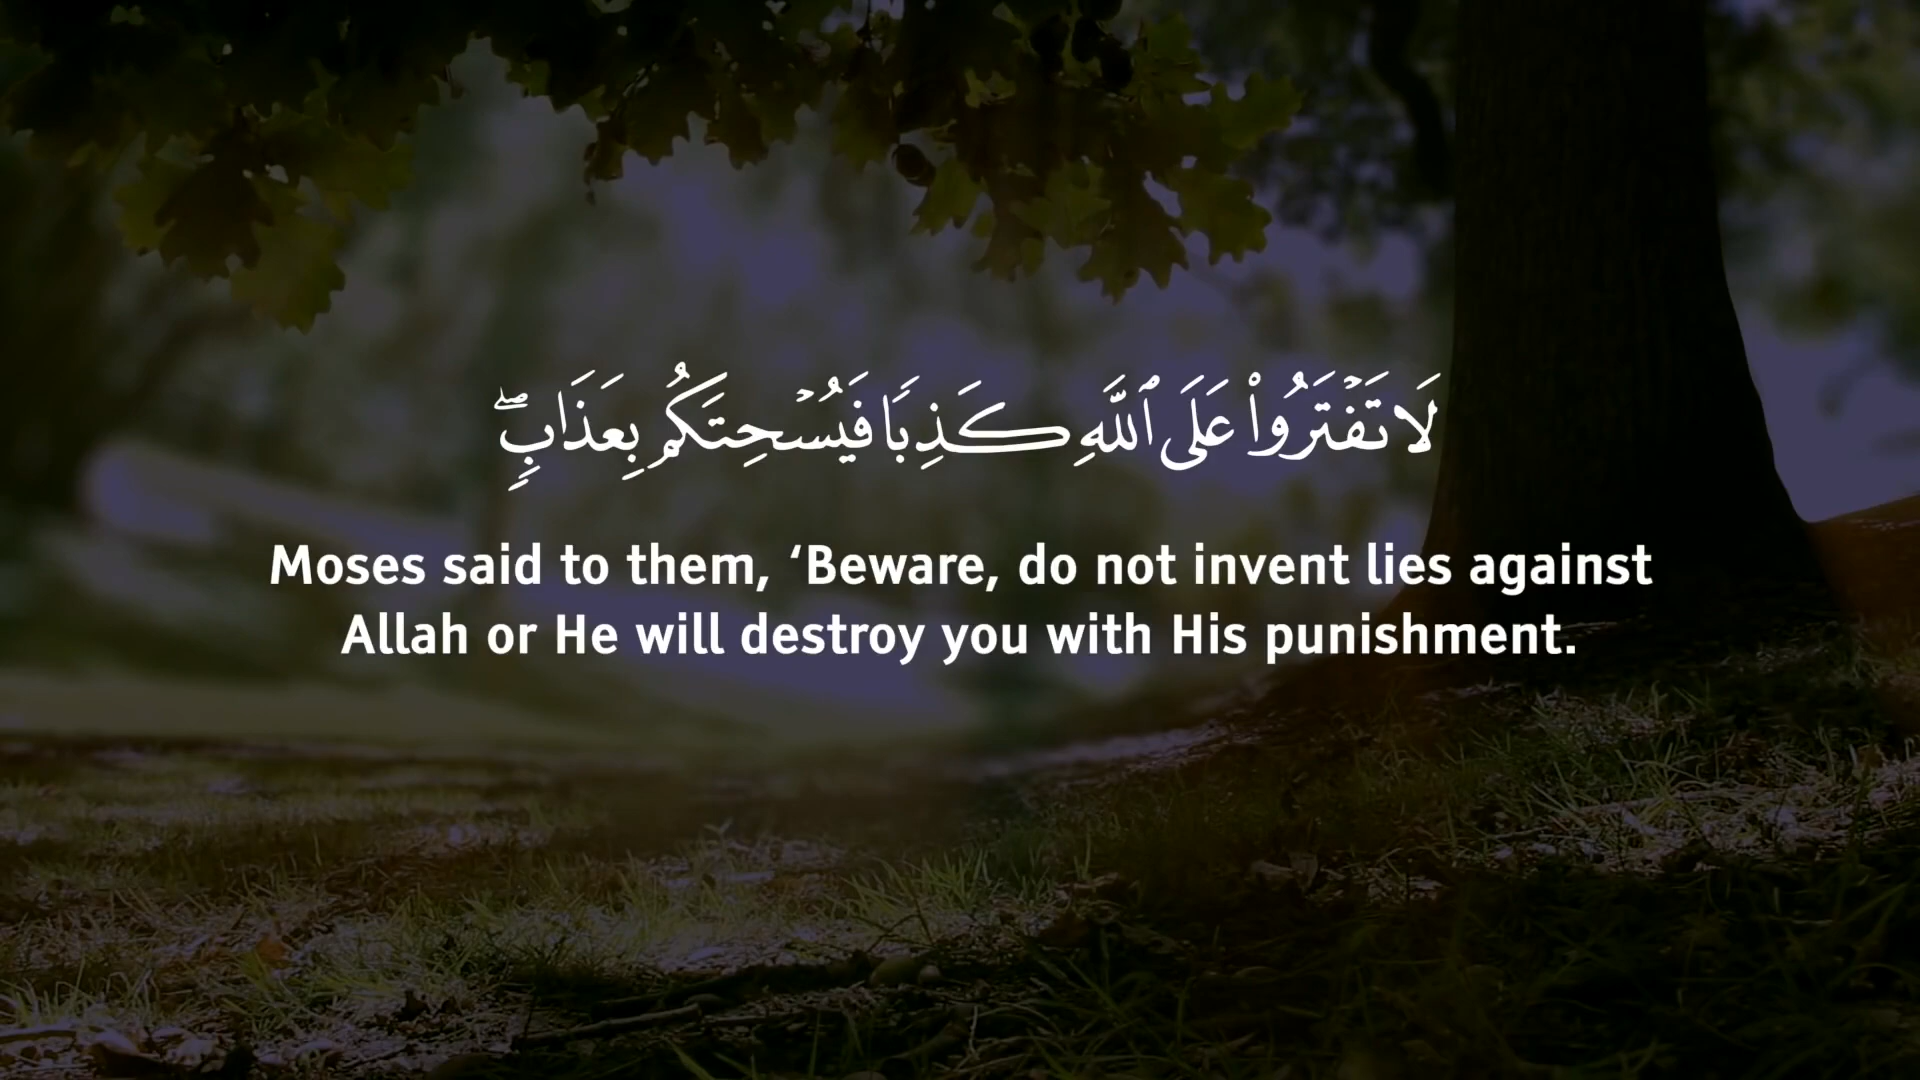 لَا تَفۡتَرُواْ عَلَى ٱللَّهِ كَذِبٗا فَيُسۡحِتَكُم بِعَذَابٖۖ
Moses said to them, ‘Beware, do not invent lies against
Allah or He will destroy you with His punishment.